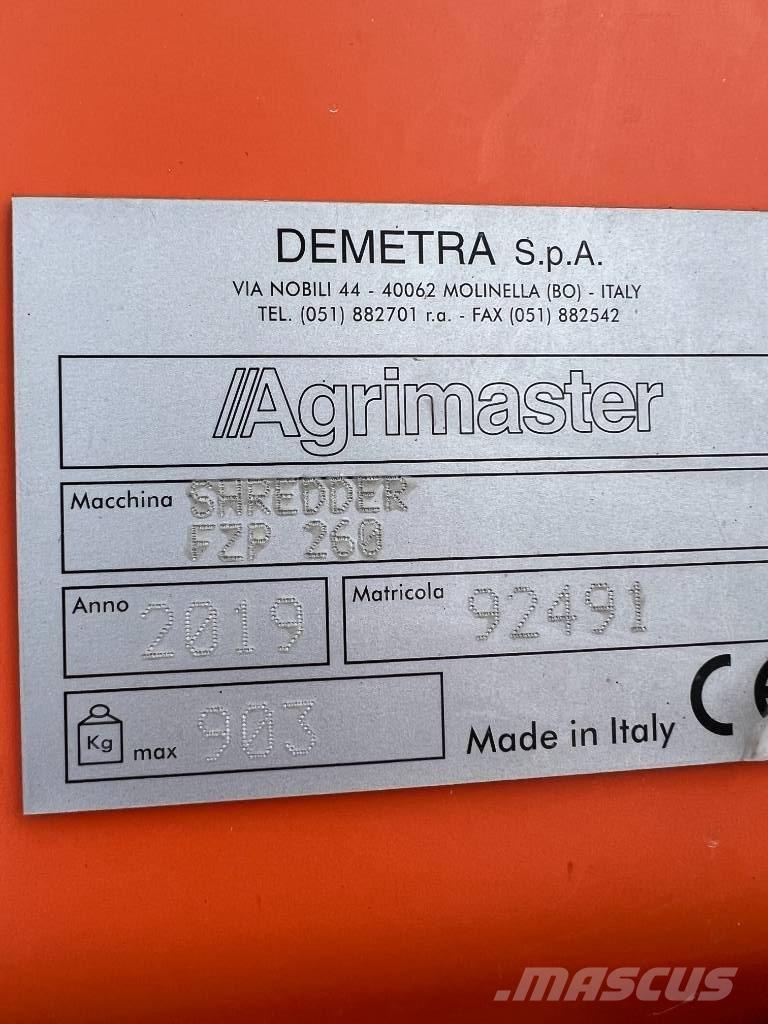 DEMETRA S.p.A.
VIA NOBILI 44 - 40062 MOLINELLA (BO) - ITALY
TEL. (051) 882701 r.a. - FAX (051) 882542
Agrimaster
Macchina SHREDDER
FZP 260
Anno 2019 Matricola 92491
Kg max 903
Made in Italy CE
MASCUS